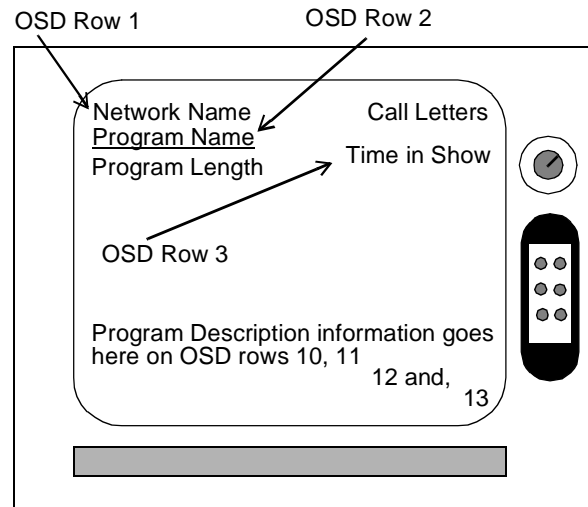 OSD Row 1
OSD Row 2
Network Name
Call Letters
Program Name
Program Length
Time in Show
OSD Row 3
Program Description information goes
here on OSD rows 10, 11
12 and,
13